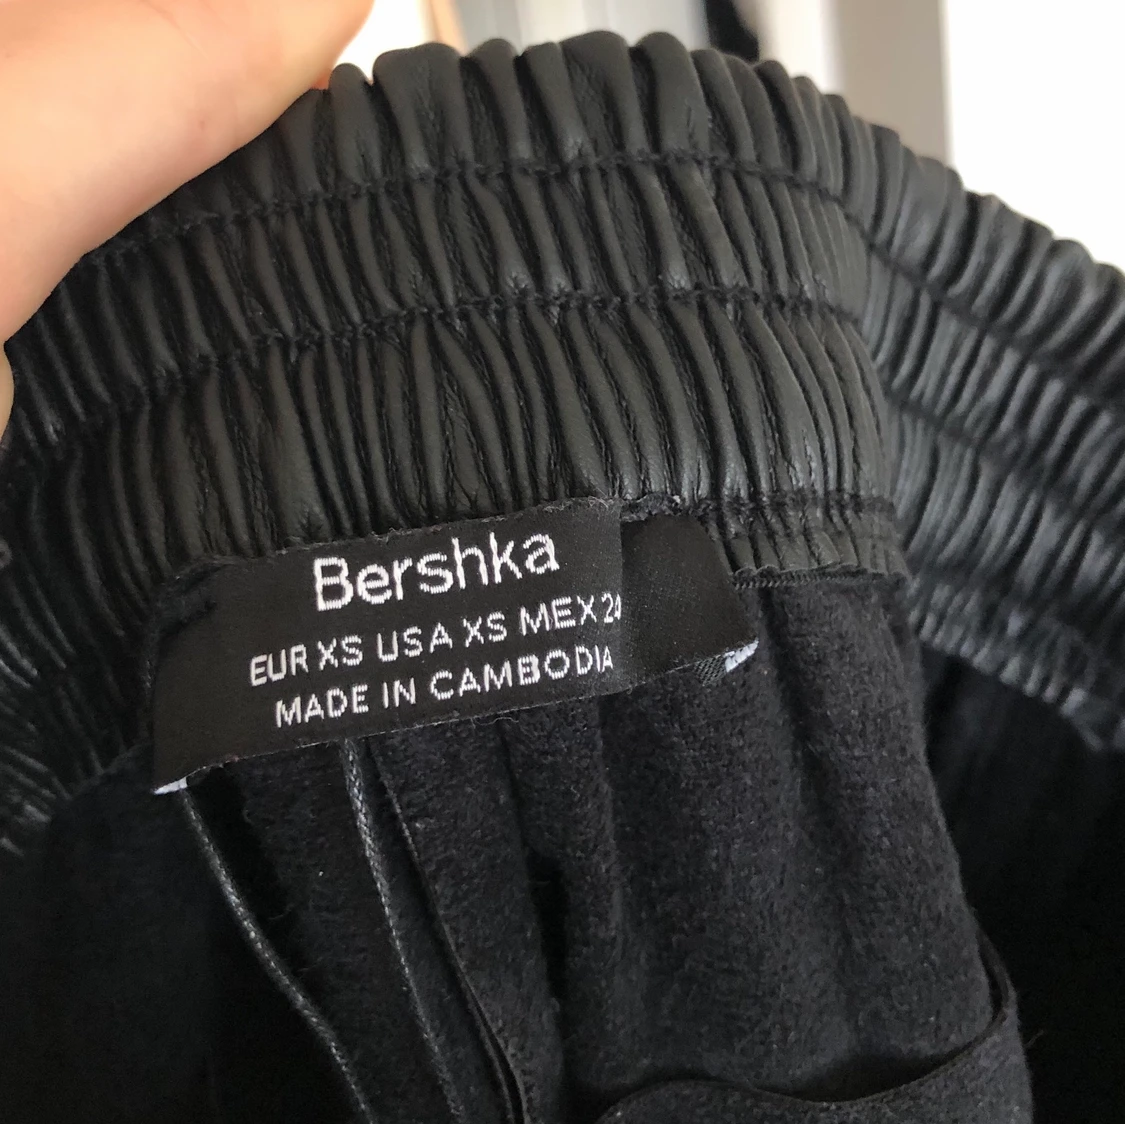 Bershka
EUR XS USA XS MEX 24
MADE IN CAMBODIA